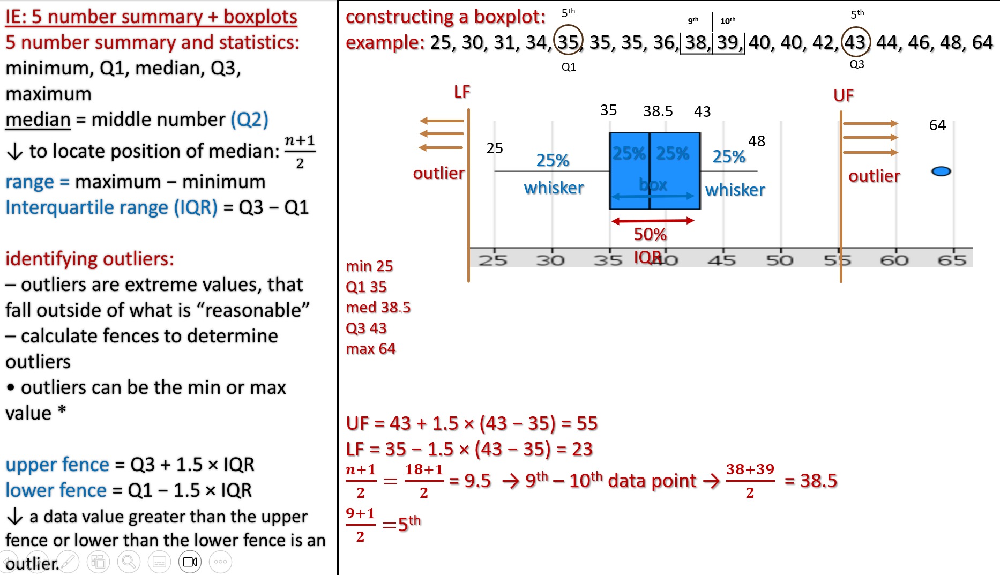 IE: 5 number summary + boxplots
5 number summary and statistics:
minimum, Q1, median, Q3,
maximum
median = middle number (Q2)
↓ to locate position of median: n+1/2
range = maximum − minimum
Interquartile range (IQR) = Q3 − Q1
identifying outliers:
– outliers are extreme values, that
fall outside of what is “reasonable”
– calculate fences to determine
outliers
• outliers can be the min or max
value *
upper fence = Q3 + 1.5 × IQR
lower fence = Q1 − 1.5 × IQR
↓ a data value greater than the upper
fence or lower than the lower fence is an
outlier.
constructing a boxplot:
5th
9th 10th
5th
example: 25, 30, 31, 34, 35, 35, 35, 36, 38, 39, 40, 40, 42, 43, 44, 46, 48, 64
Q1
Q3
LF
UF
35 38.5 43
64
25
48
25% 25% 25% 25%
outlier
whisker
box
whisker
outlier
50%
IQR
25 30 35 40 45 50 55 60 65
min 25
Q1 35
med 38.5
Q3 43
max 64
UF = 43 + 1.5 × (43 − 35) = 55
LF = 35 − 1.5 × (43 − 35) = 23
n+1/2 = 18+1/2 = 9.5 → 9th – 10th data point → 38+39/2 = 38.5
9+1/2 =5th